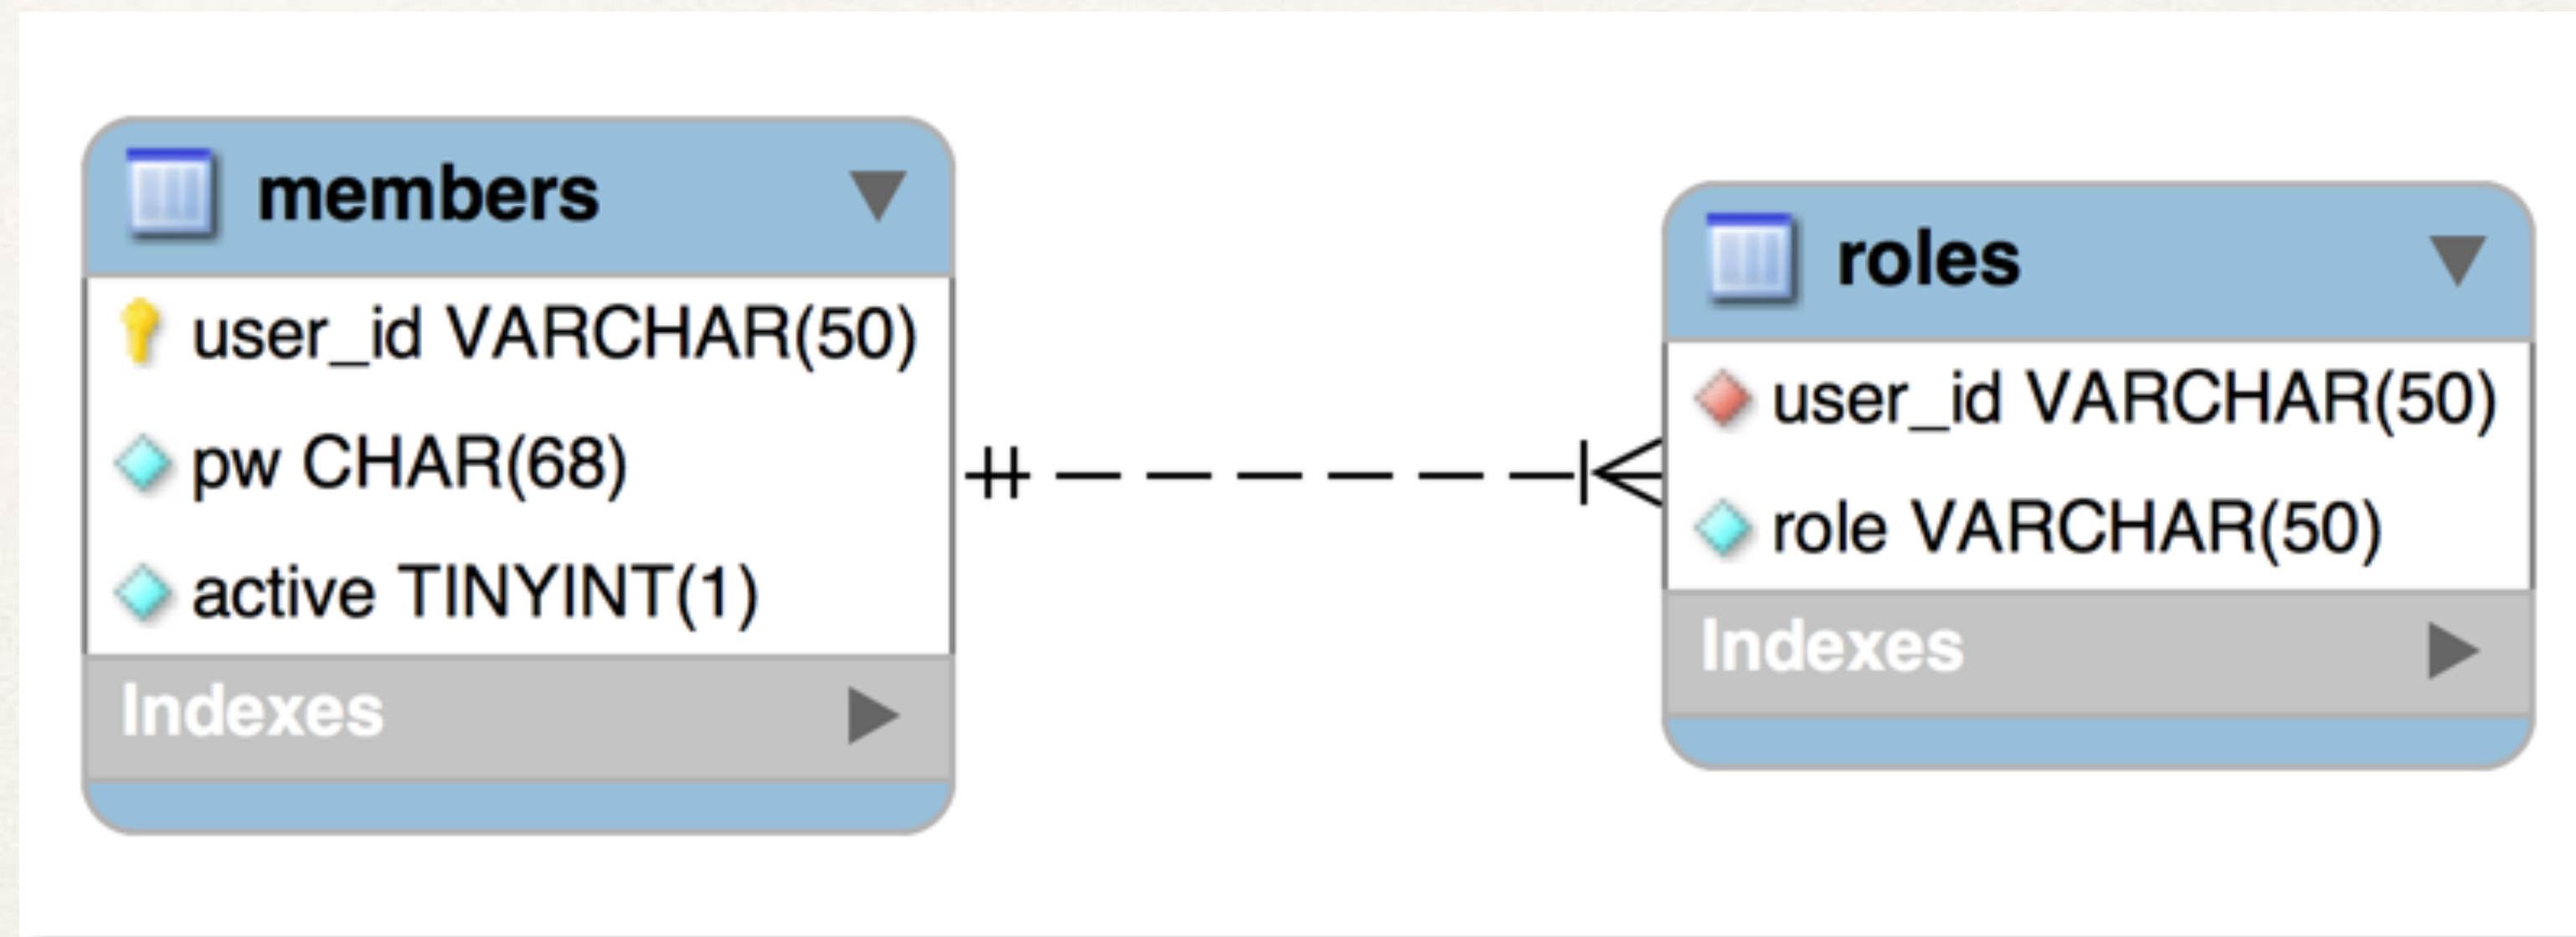 members
user_id VARCHAR(50)
pw CHAR(68)
active TINYINT(1)
Indexes
roles
user_id VARCHAR(50)
role VARCHAR(50)
Indexes